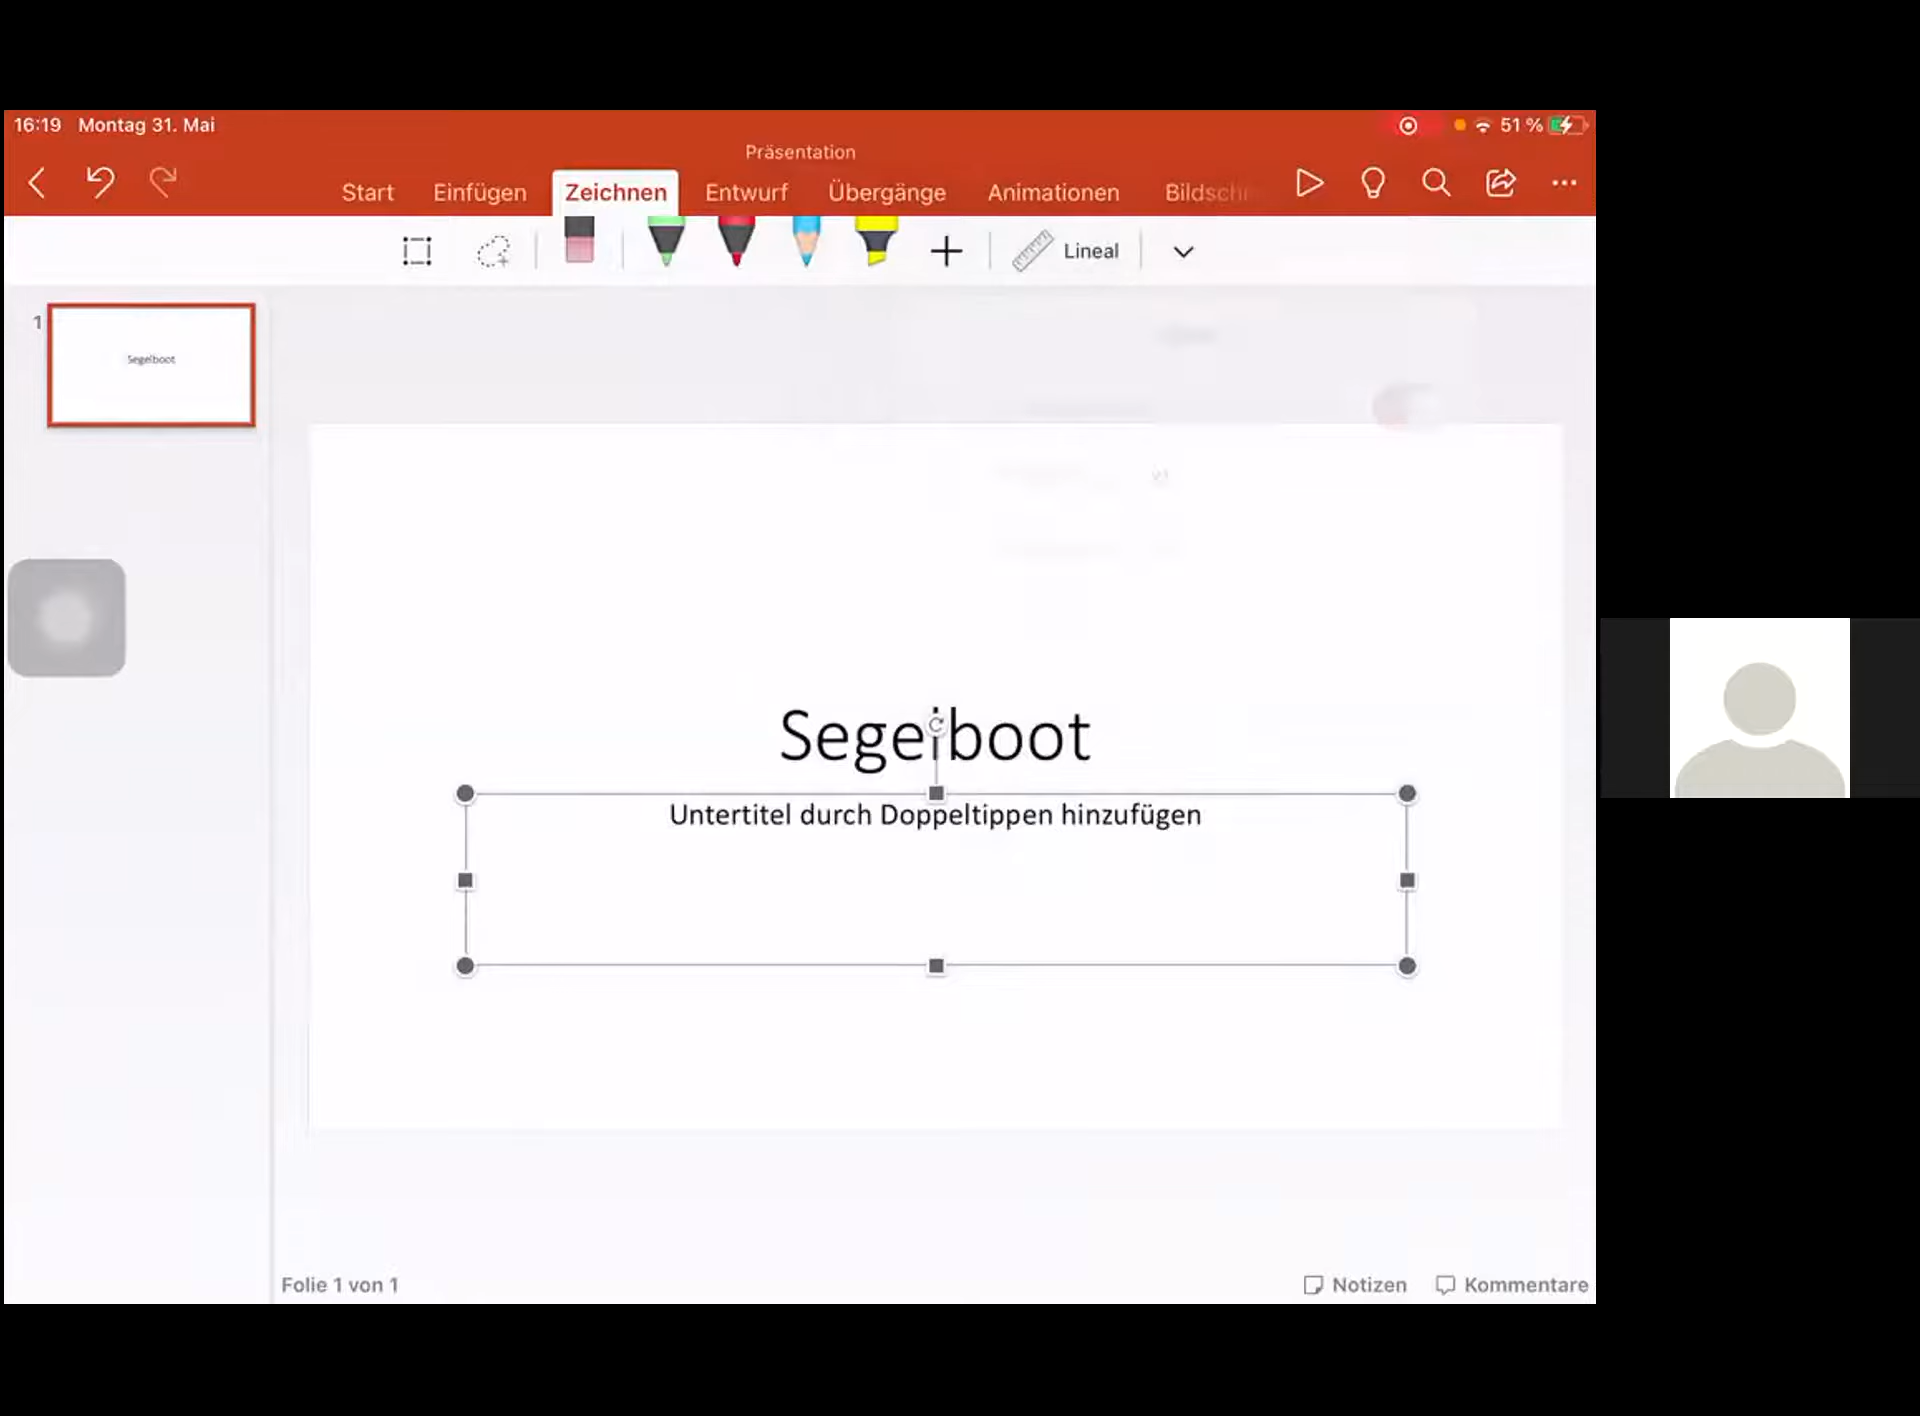 16:19 Montag 31. Mai
51 %
Präsentation
Start Einfügen Zeichnen Entwurf Übergänge Animationen
Lineal
1
Segelboot
Segelboot
Untertitel durch Doppeltippen hinzufügen
Folie 1 von 1
Notizen Kommentare